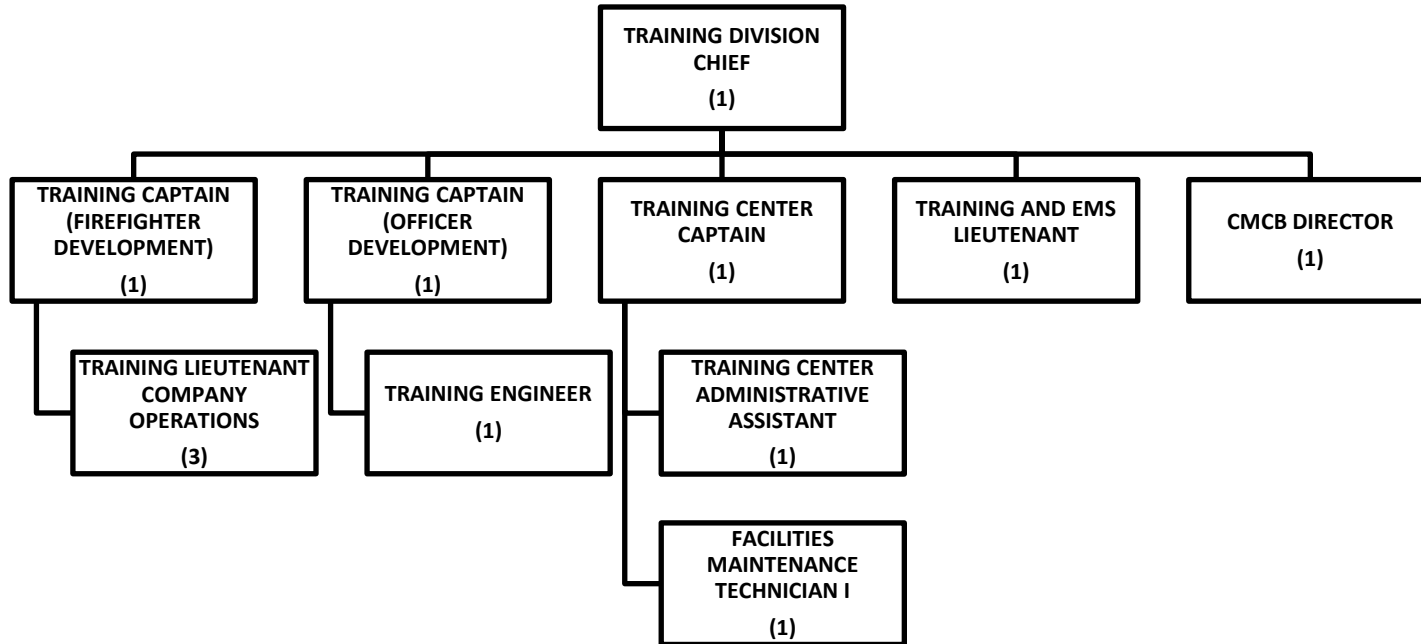 TRAINING DIVISION
CHIEF
(1)
TRAINING CAPTAIN
(FIREFIGHTER
DEVELOPMENT)
(1)
TRAINING CAPTAIN
(OFFICER
DEVELOPMENT)
(1)
TRAINING CENTER
CAPTAIN
(1)
TRAINING AND EMS
LIEUTENANT
(1)
CMCB DIRECTOR
(1)
TRAINING LIEUTENANT
COMPANY
OPERATIONS
(3)
TRAINING ENGINEER
(1)
TRAINING CENTER
ADMINISTRATIVE
ASSISTANT
(1)
FACILITIES
MAINTENANCE
TECHNICIAN I
(1)